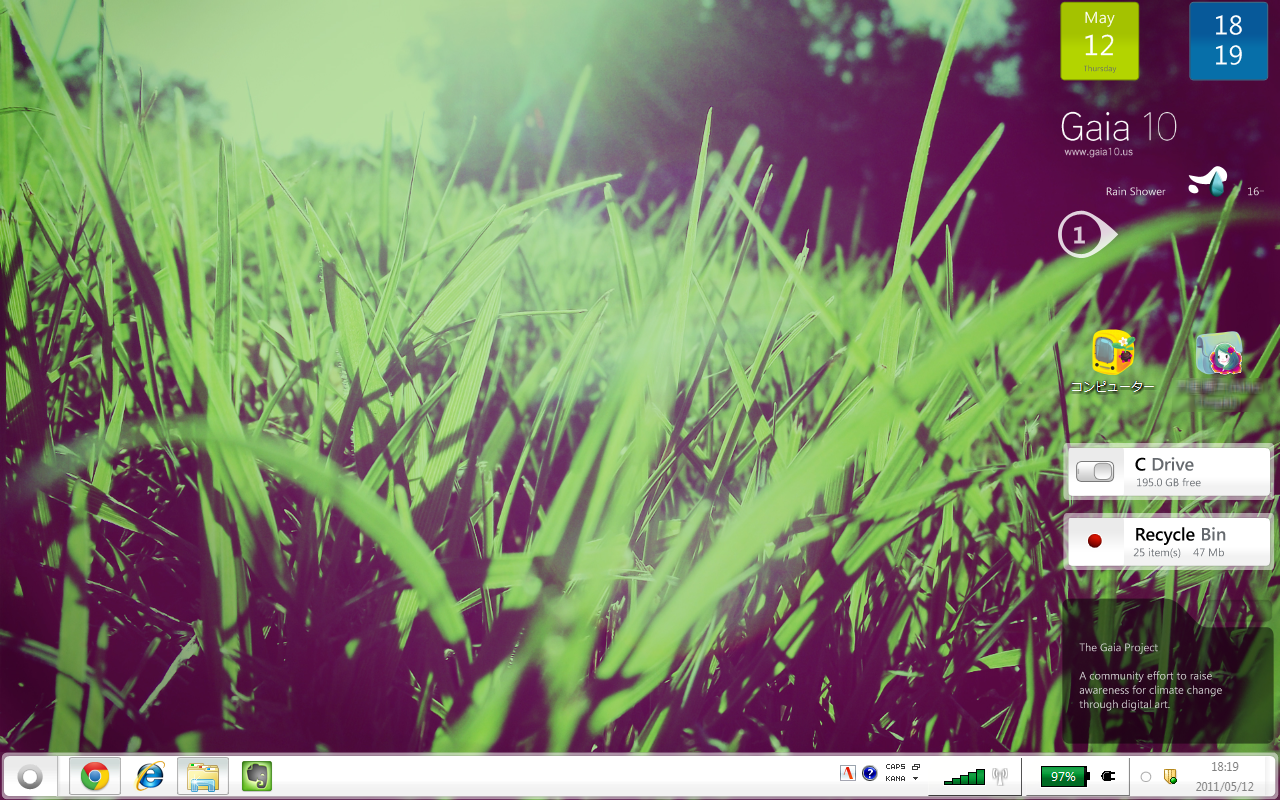 May
12
Thursday
18
19
Gaia 10
www.gaia10.us
Rain Shower
16
1
コンピューター
C Drive
195.0 GB free
Recycle Bin
25 item(s) 47 Mb
The Gaia Project
A community effort to raise
awareness for climate change
through digital art.
A
?
CAPS
KANA
97%
18:19
2011/05/12